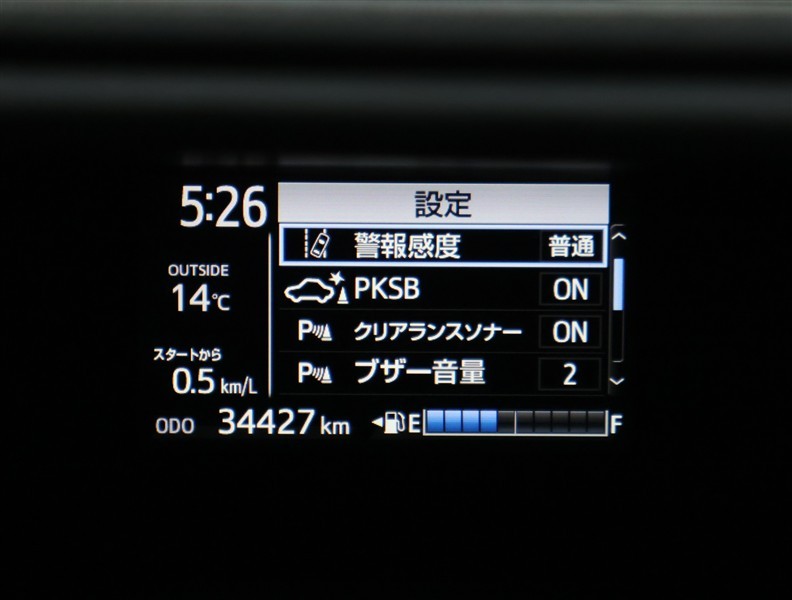 5:26
設定
警報感度 普通
OUTSIDE
14℃
PKSB ON
P クリアランスソナー ON
スタートから
0.5 km/L
P ブザー音量 2
ODO 34427 km E F